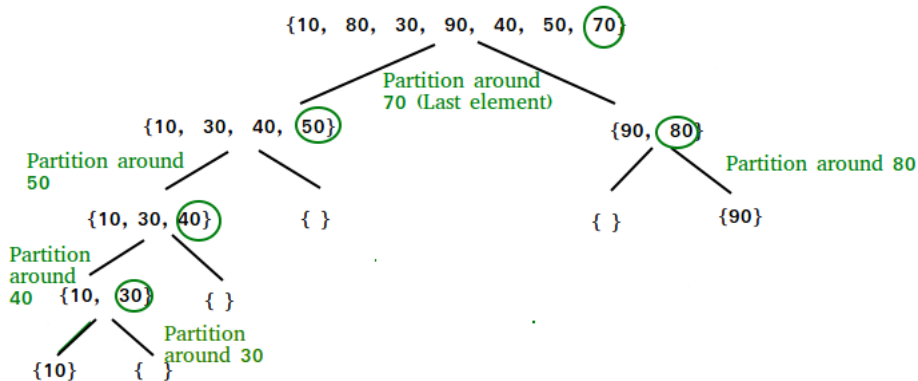 {10, 80, 30, 90, 40, 50, 70}
Partition around
70 (Last element)
{10, 30, 40, 50}
{90, 80}
Partition around
50
Partition around 80
{10, 30, 40}
{ }
{ }
{90}
Partition
around
40
{10, 30}
{ }
Partition
around 30
{10}
{ }